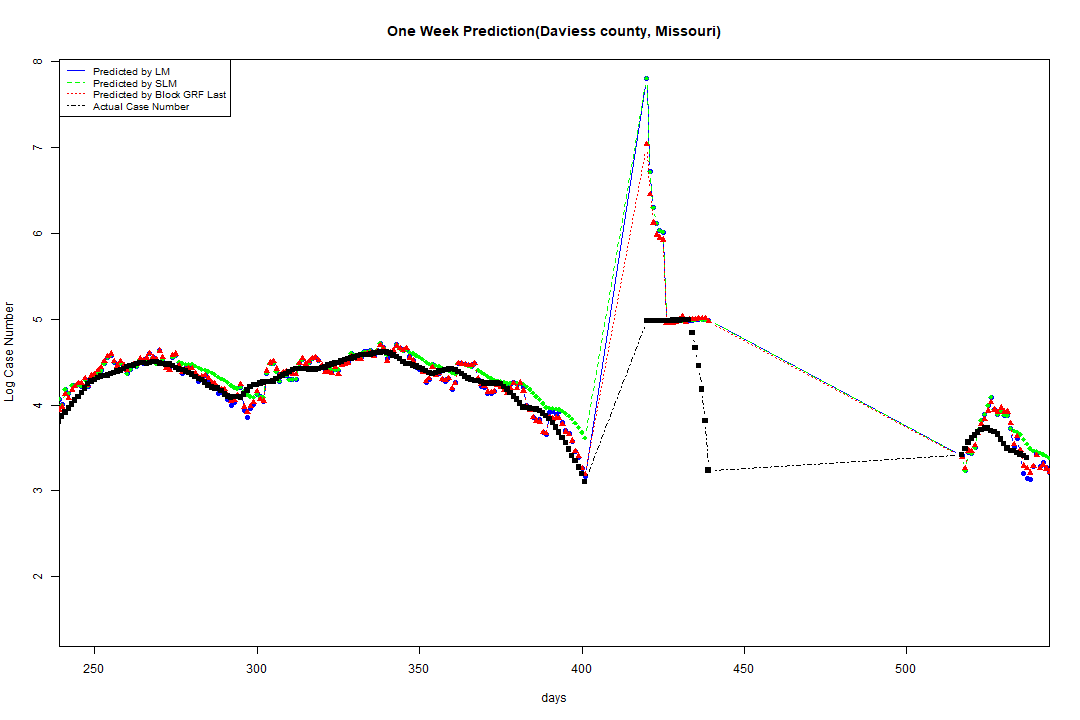 One Week Prediction(Daviess county, Missouri)
Predicted by LM
Predicted by SLM
Predicted by Block GRF Last
Actual Case Number
8
7
6
5
4
3
2
Log Case Number
250 300 350 400 450 500
days